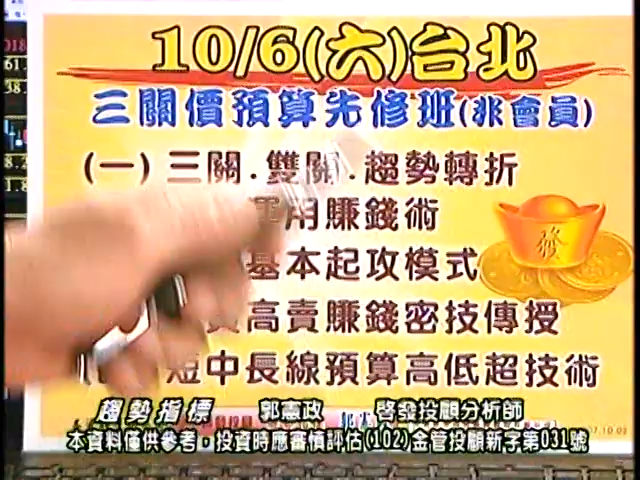 10/6(六)台北
三關價預算先修班(非會員)
(一) 三關.雙關.趨勢轉折
運用賺錢術
基本起攻模式
高賣賺錢密技傳授
短中長線預算高低超技術
發
趨勢指標 郭憲政 啓發投顧分析師
本資料僅供參考，投資時應審慎評估(102)金管投顧新字第031號